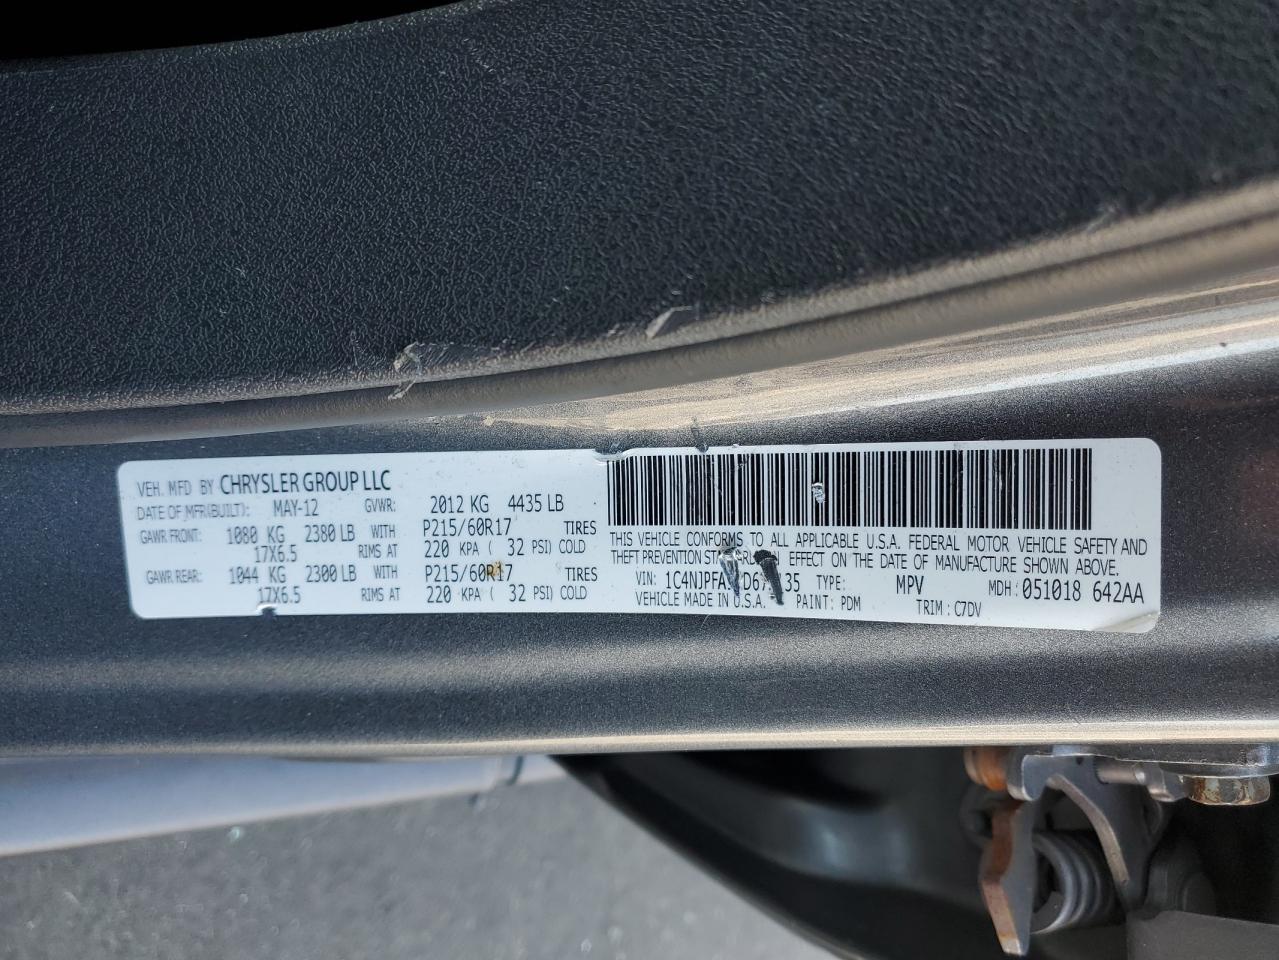 VEH. MFD BY CHRYSLER GROUP LLC
DATE OF MFR(BUILT): MAY-12 GVWR: 2012 KG 4435 LB
GAWR FRONT: 1080 KG 2380 LB WITH P215/60R17 TIRES
17X6.5 RIMS AT 220 KPA ( 32 PSI) COLD
GAWR REAR: 1044 KG 2300 LB WITH P215/60R17 TIRES
17X6.5 RIMS AT 220 KPA ( 32 PSI) COLD
THIS VEHICLE CONFORMS TO ALL APPLICABLE U.S.A. FEDERAL MOTOR VEHICLE SAFETY AND
THEFT PREVENTION IN EFFECT ON THE DATE OF MANUFACTURE SHOWN ABOVE.
VIN: TYPE: MPV MDH: 051018 642AA
VEHICLE MADE IN U.S.A. PAINT: PDM TRIM: C7DV